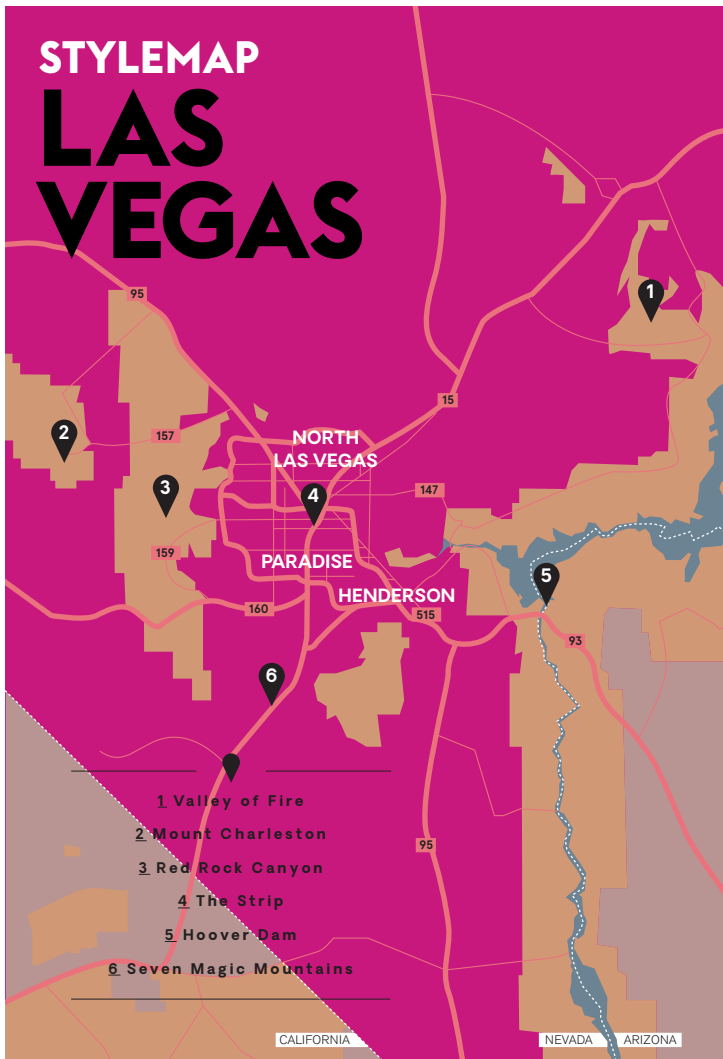 STYLEMAP
LAS
VEGAS
1
95
15
2
157
NORTH
LAS VEGAS
3
4
147
159
PARADISE
5
HENDERSON
160
515
93
6
1 Valley of Fire
2 Mount Charleston
3 Red Rock Canyon
95
4 The Strip
5 Hoover Dam
6 Seven Magic Mountains
CALIFORNIA
NEVADA
ARIZONA